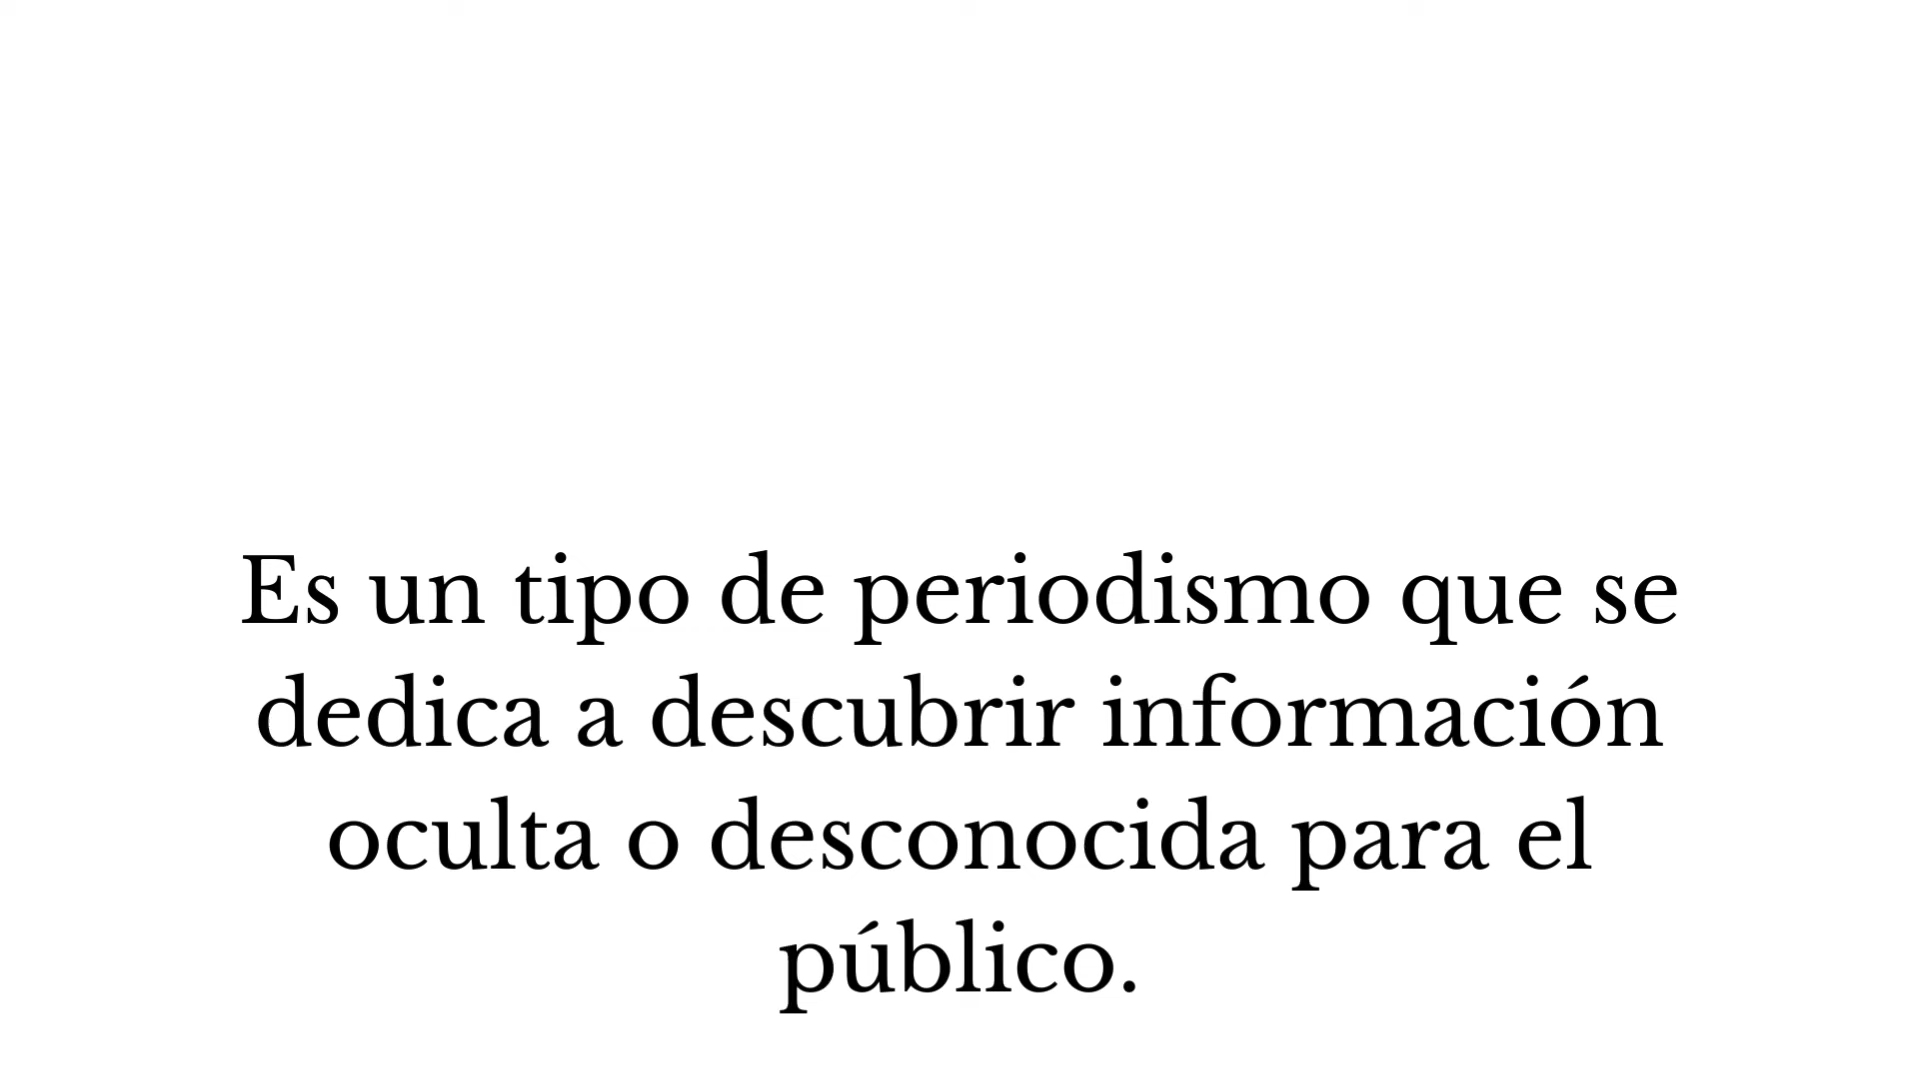 Es un tipo de periodismo que se
dedica a descubrir información
oculta o desconocida para el
público.